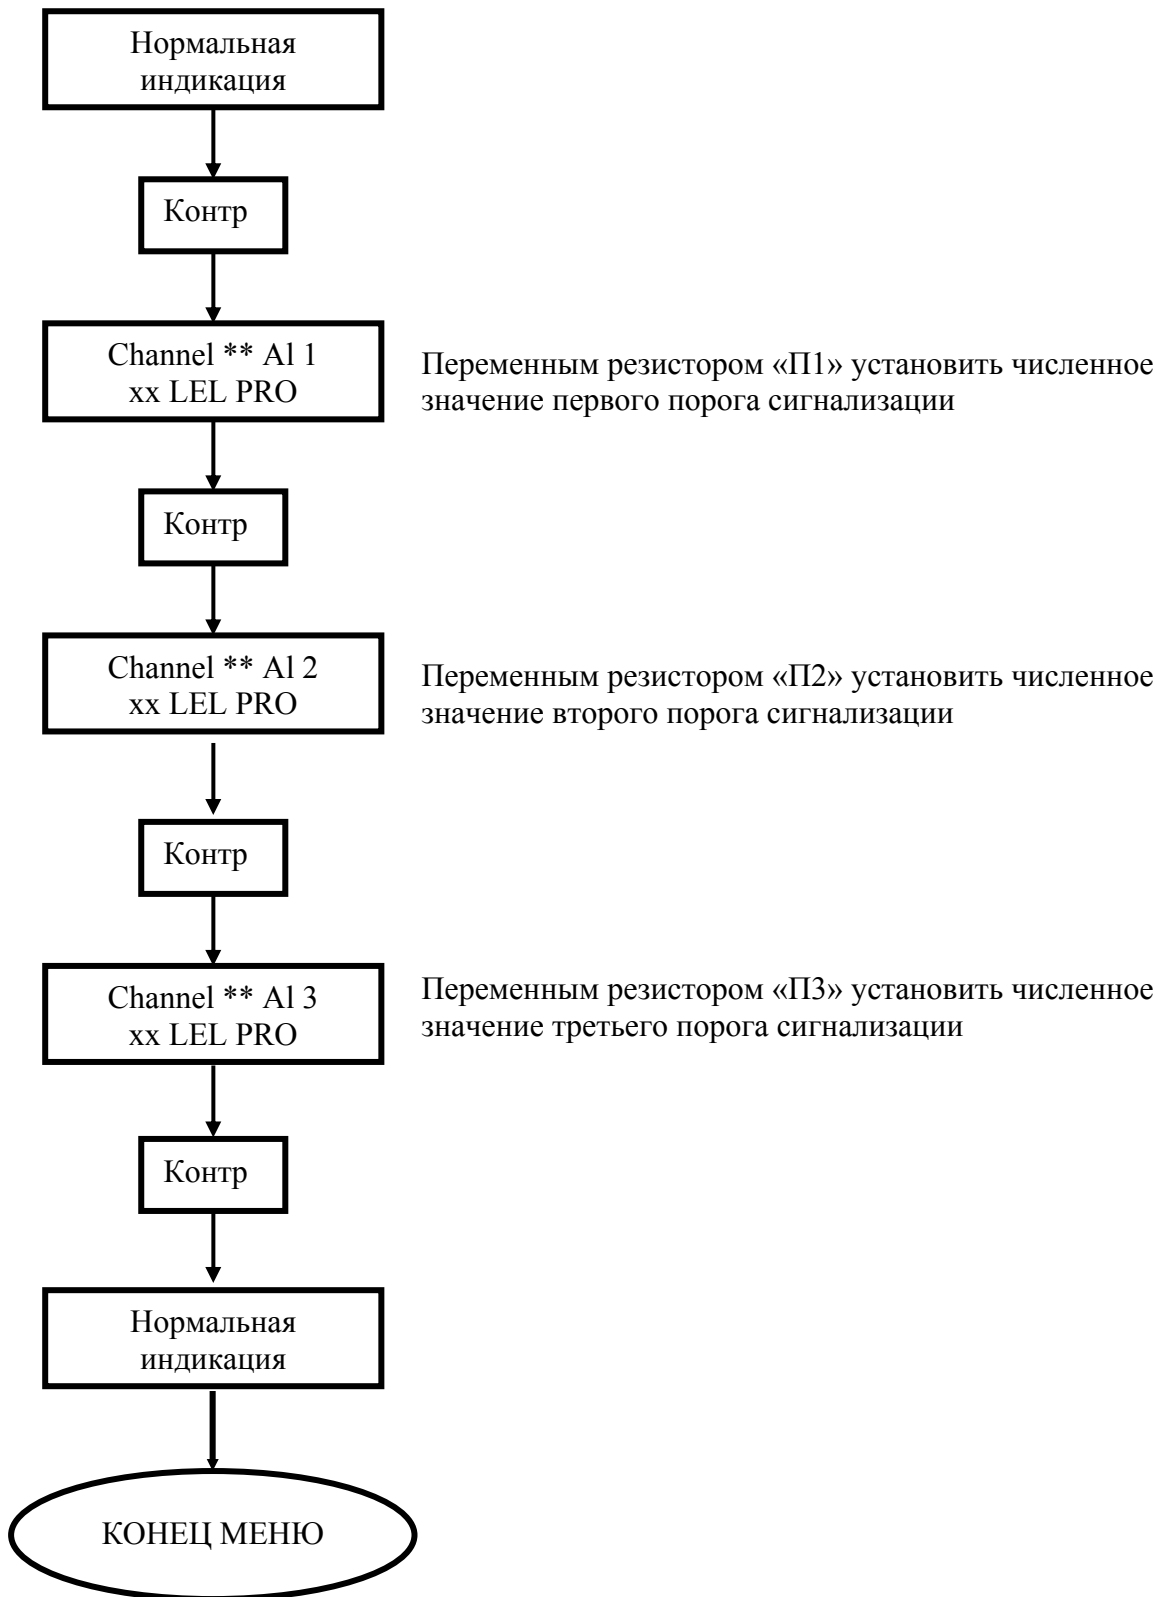 Нормальная
индикация
Контр
Channel ** Al 1
xx LEL PRO
Переменным резистором «П1» установить численное
значение первого порога сигнализации
Контр
Channel ** Al 2
xx LEL PRO
Переменным резистором «П2» установить численное
значение второго порога сигнализации
Контр
Channel ** Al 3
xx LEL PRO
Переменным резистором «П3» установить численное
значение третьего порога сигнализации
Контр
Нормальная
индикация
КОНЕЦ МЕНЮ